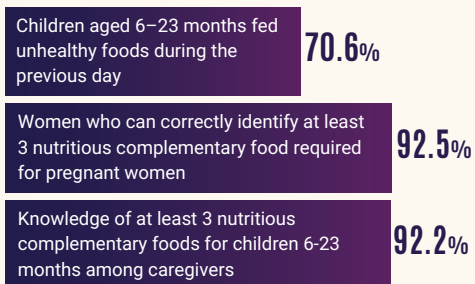 Children aged 6–23 months fed
unhealthy foods during the
previous day
70.6%
Women who can correctly identify at least
3 nutritious complementary food required
for pregnant women
92.5%
Knowledge of at least 3 nutritious
complementary foods for children 6-23
months among caregivers
92.2%